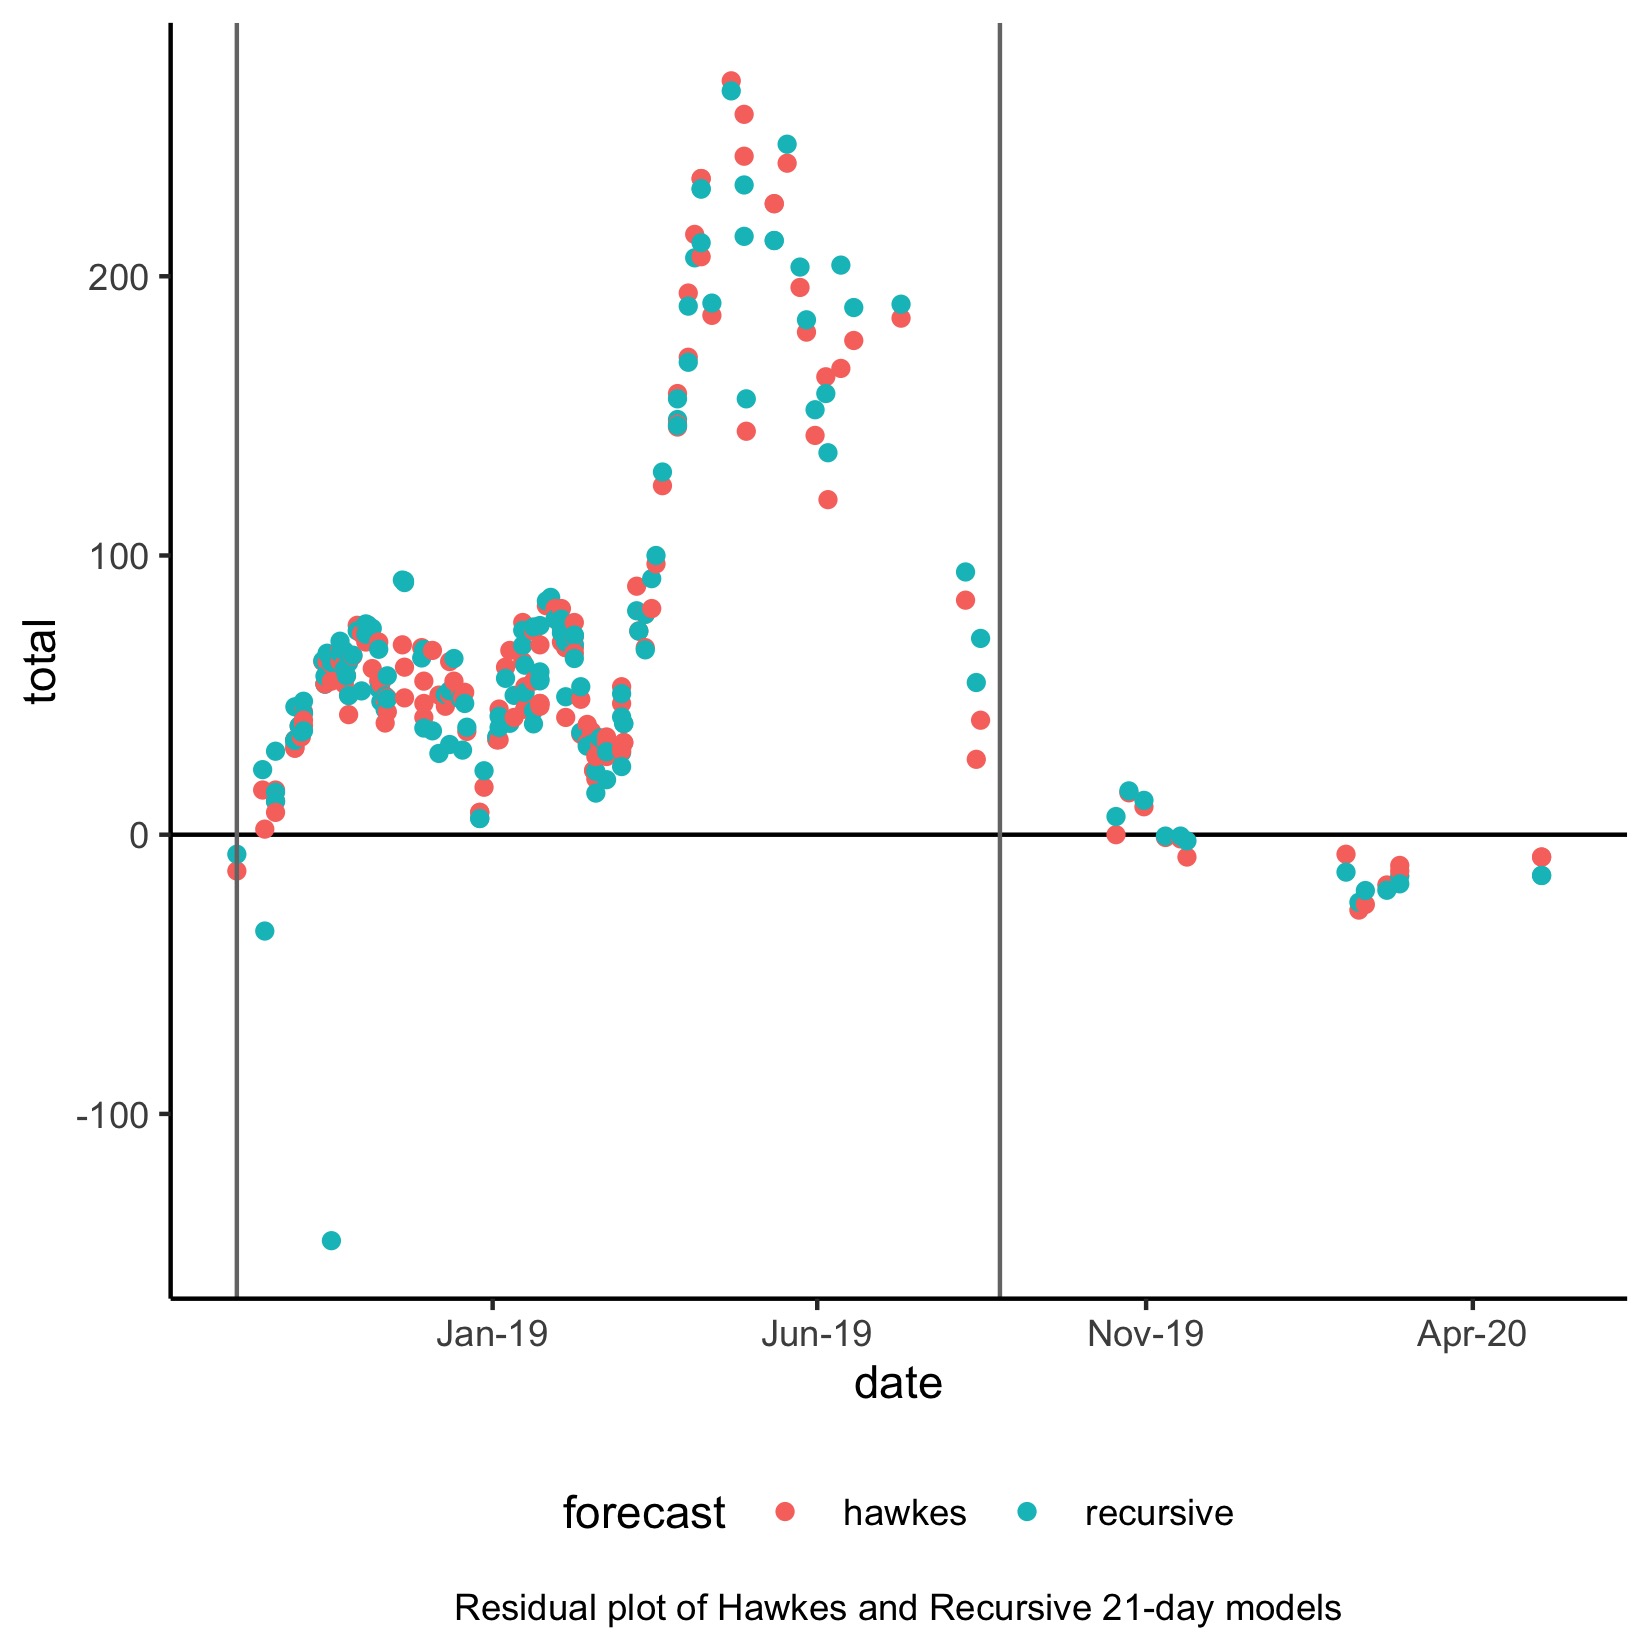 total
200
100
0
-100
Jan-19
Jun-19
Nov-19
Apr-20
date
forecast hawkes recursive
Residual plot of Hawkes and Recursive 21-day models